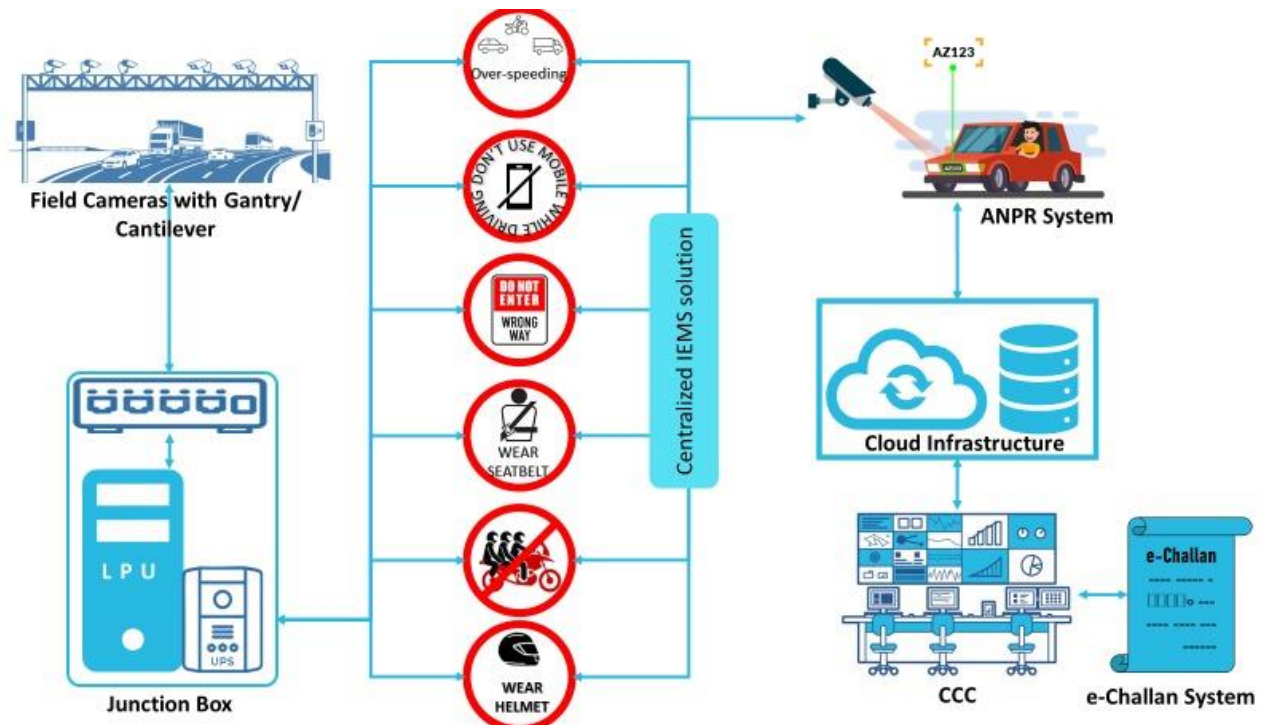 Field Cameras with Gantry/
Cantilever
LPU
UPS
Junction Box
Over-speeding
DON'T USE MOBILE WHILE DRIVING
DO NOT
ENTER
WRONG
WAY
WEAR
SEATBELT
WEAR
HELMET
Centralized IEMS solution
AZ123
AZ123
ANPR System
Cloud Infrastructure
CCC
e-Challan
e-Challan System